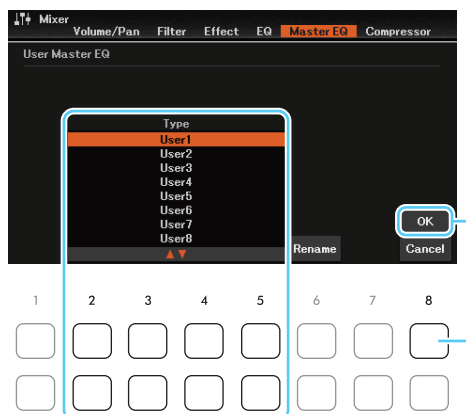 Mixer
Volume/Pan Filter Effect EQ Master EQ Compressor
User Master EQ
Type
User1
User2
User3
User4
User5
User6
User7
User8
OK
Rename Cancel
1 2 3 4 5 6 7 8